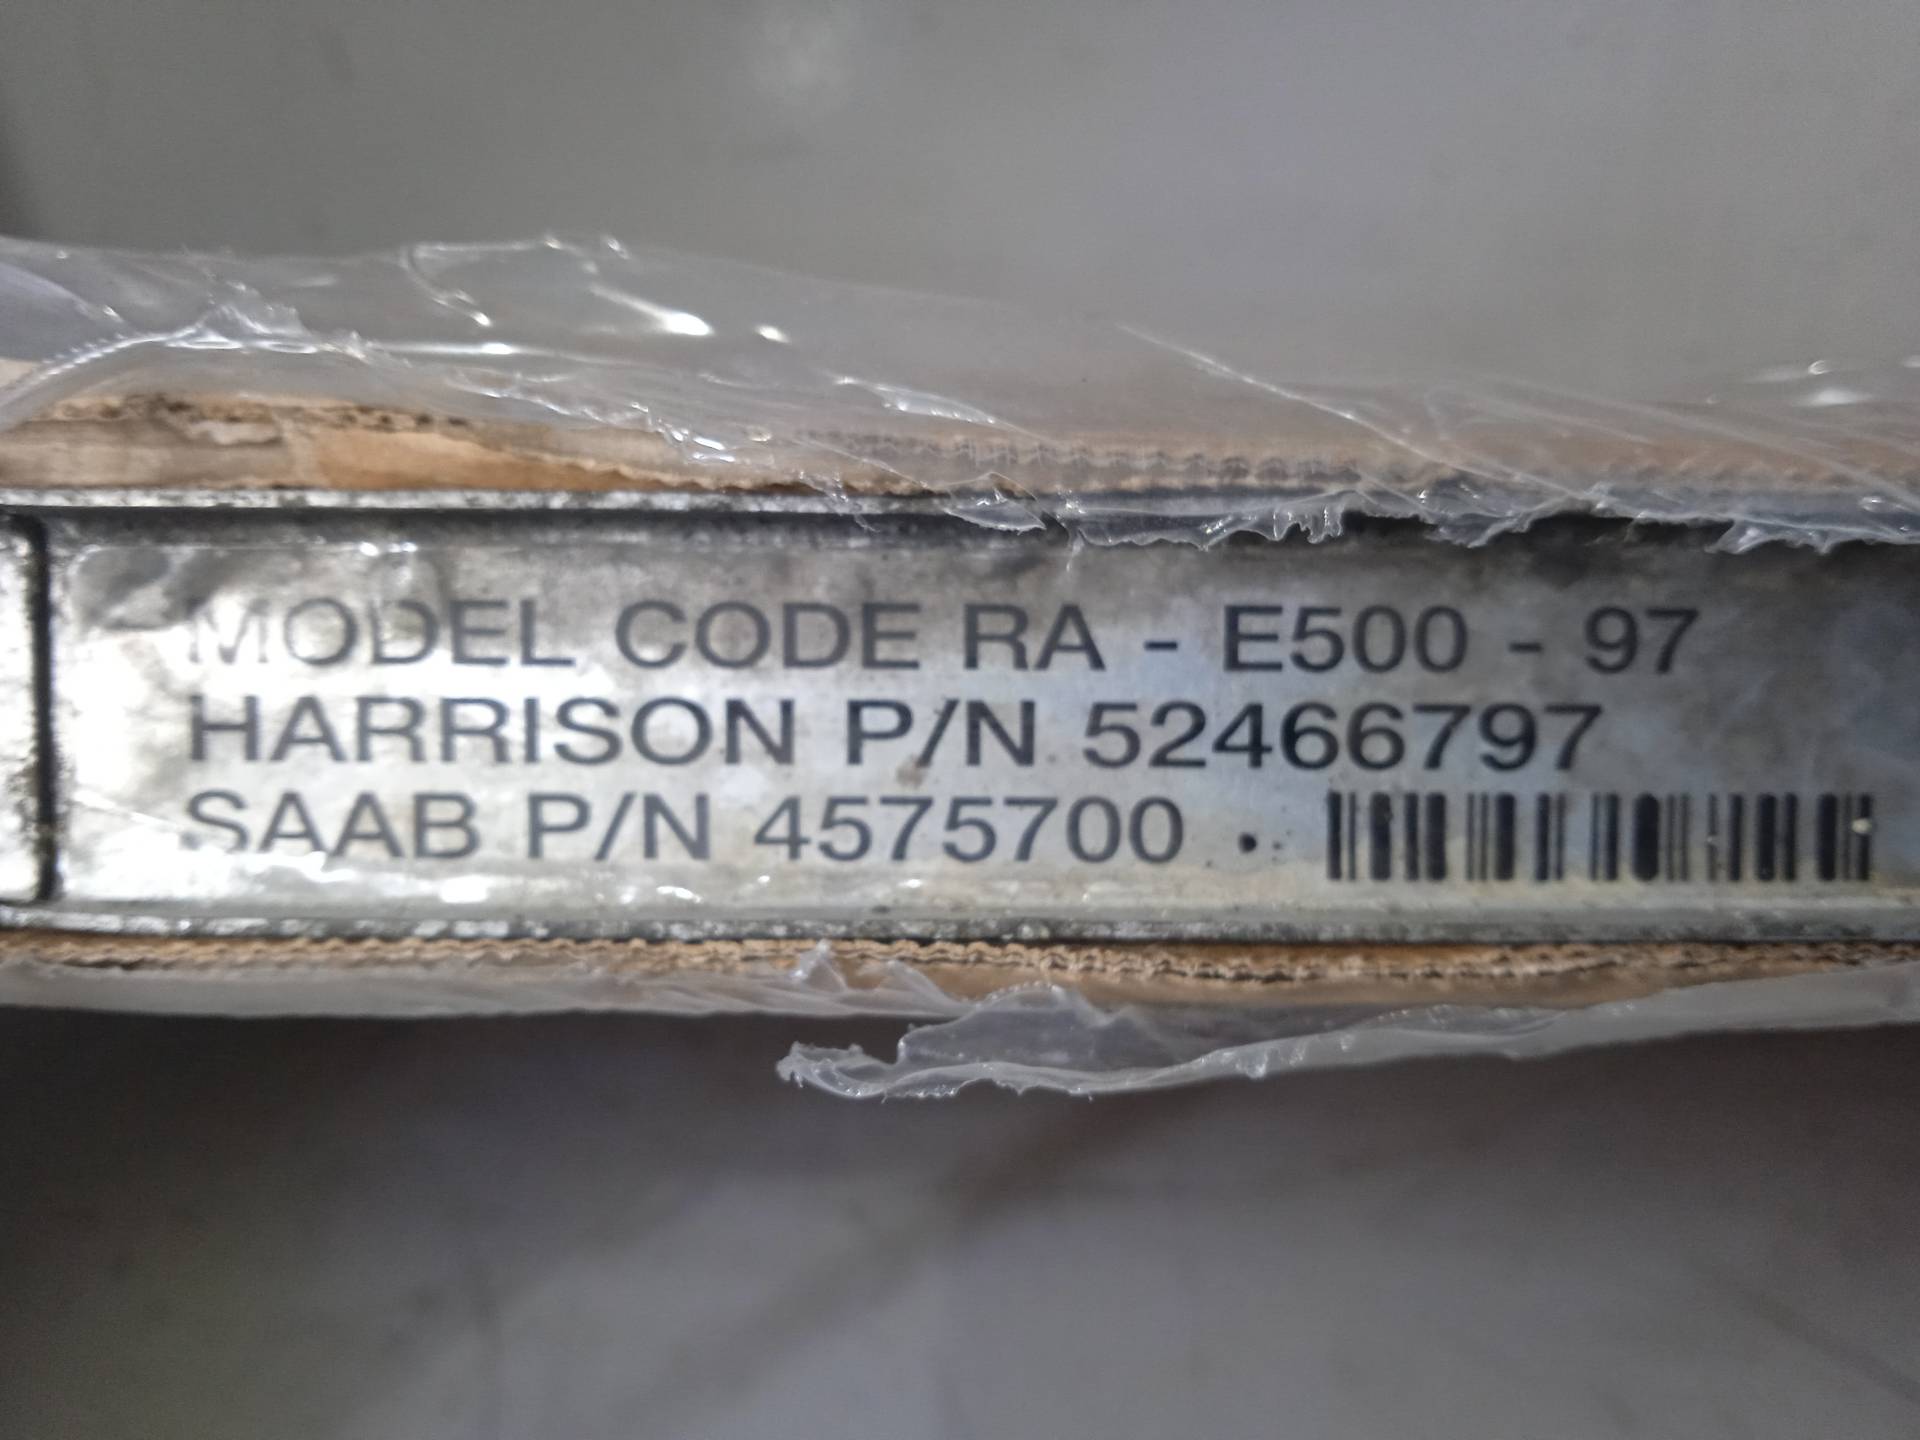 MODEL CODE RA - E500 - 97
HARRISON P/N 52466797
SAAB P/N 4575700